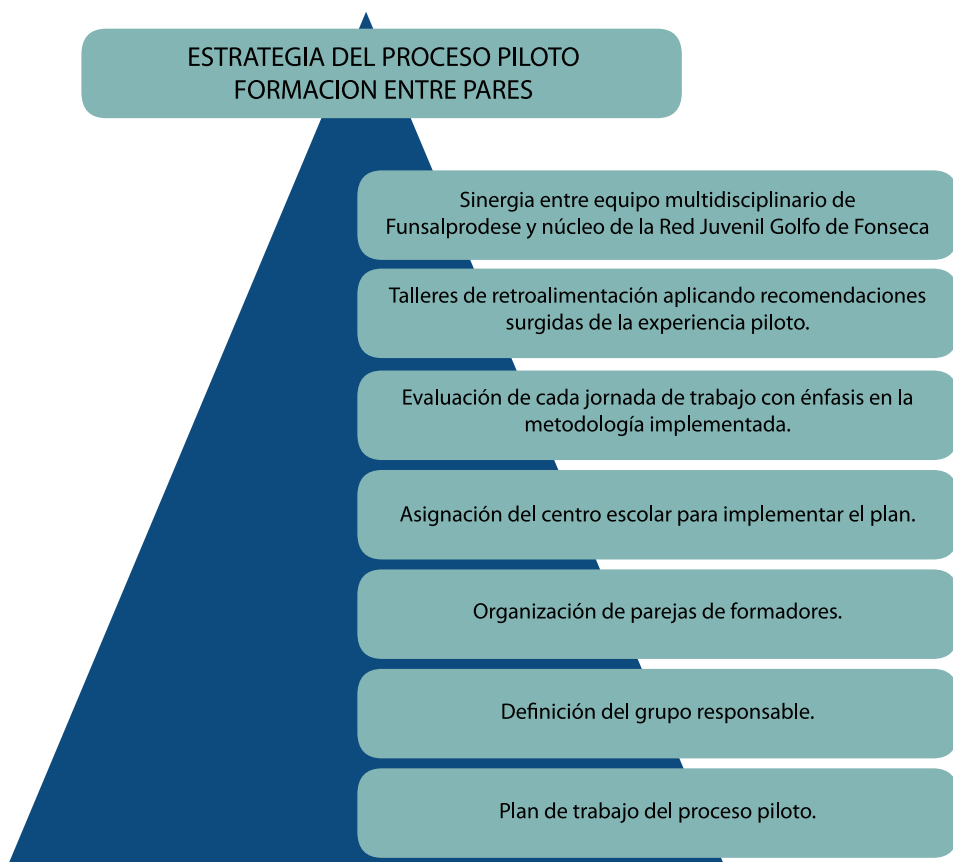 ESTRATEGIA DEL PROCESO PILOTO
FORMACION ENTRE PARES
Sinergia entre equipo multidisciplinario de
Funsalprodese y núcleo de la Red Juvenil Golfo de Fonseca
Talleres de retroalimentación aplicando recomendaciones
surgidas de la experiencia piloto.
Evaluación de cada jornada de trabajo con énfasis en la
metodología implementada.
Asignación del centro escolar para implementar el plan.
Organización de parejas de formadores.
Definición del grupo responsable.
Plan de trabajo del proceso piloto.